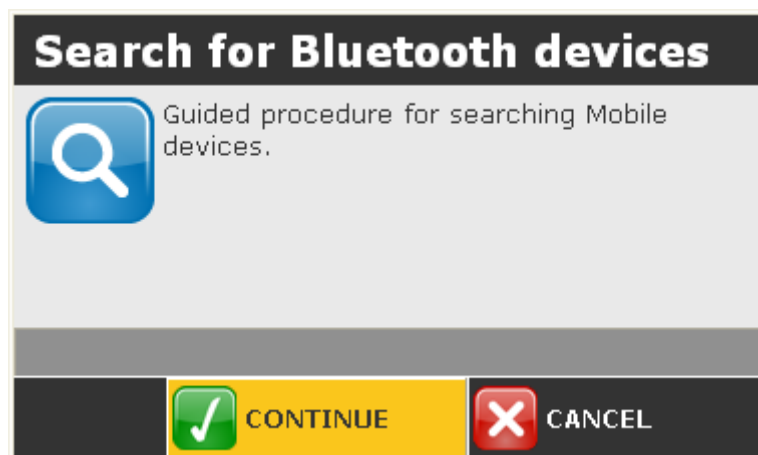 Search for Bluetooth devices
Guided procedure for searching Mobile
devices.
CONTINUE
CANCEL